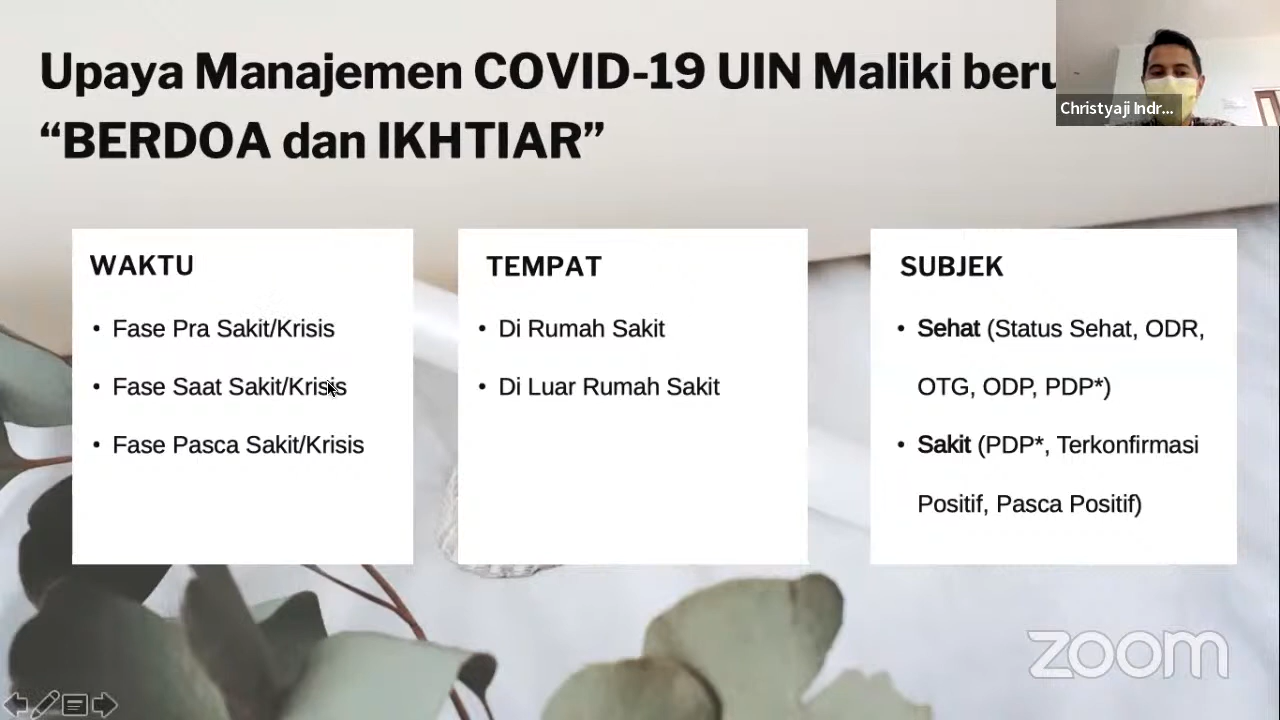 Upaya Manajemen COVID-19 UIN Maliki
“BERDOA dan IKHTIAR”
Christyaji Indr...
WAKTU
• Fase Pra Sakit/Krisis
• Fase Saat Sakit/Krisis
• Fase Pasca Sakit/Krisis
TEMPAT
• Di Rumah Sakit
• Di Luar Rumah Sakit
SUBJEK
• Sehat (Status Sehat, ODR,
OTG, ODP, PDP*)
• Sakit (PDP*, Terkonfirmasi
Positif, Pasca Positif)
zoom